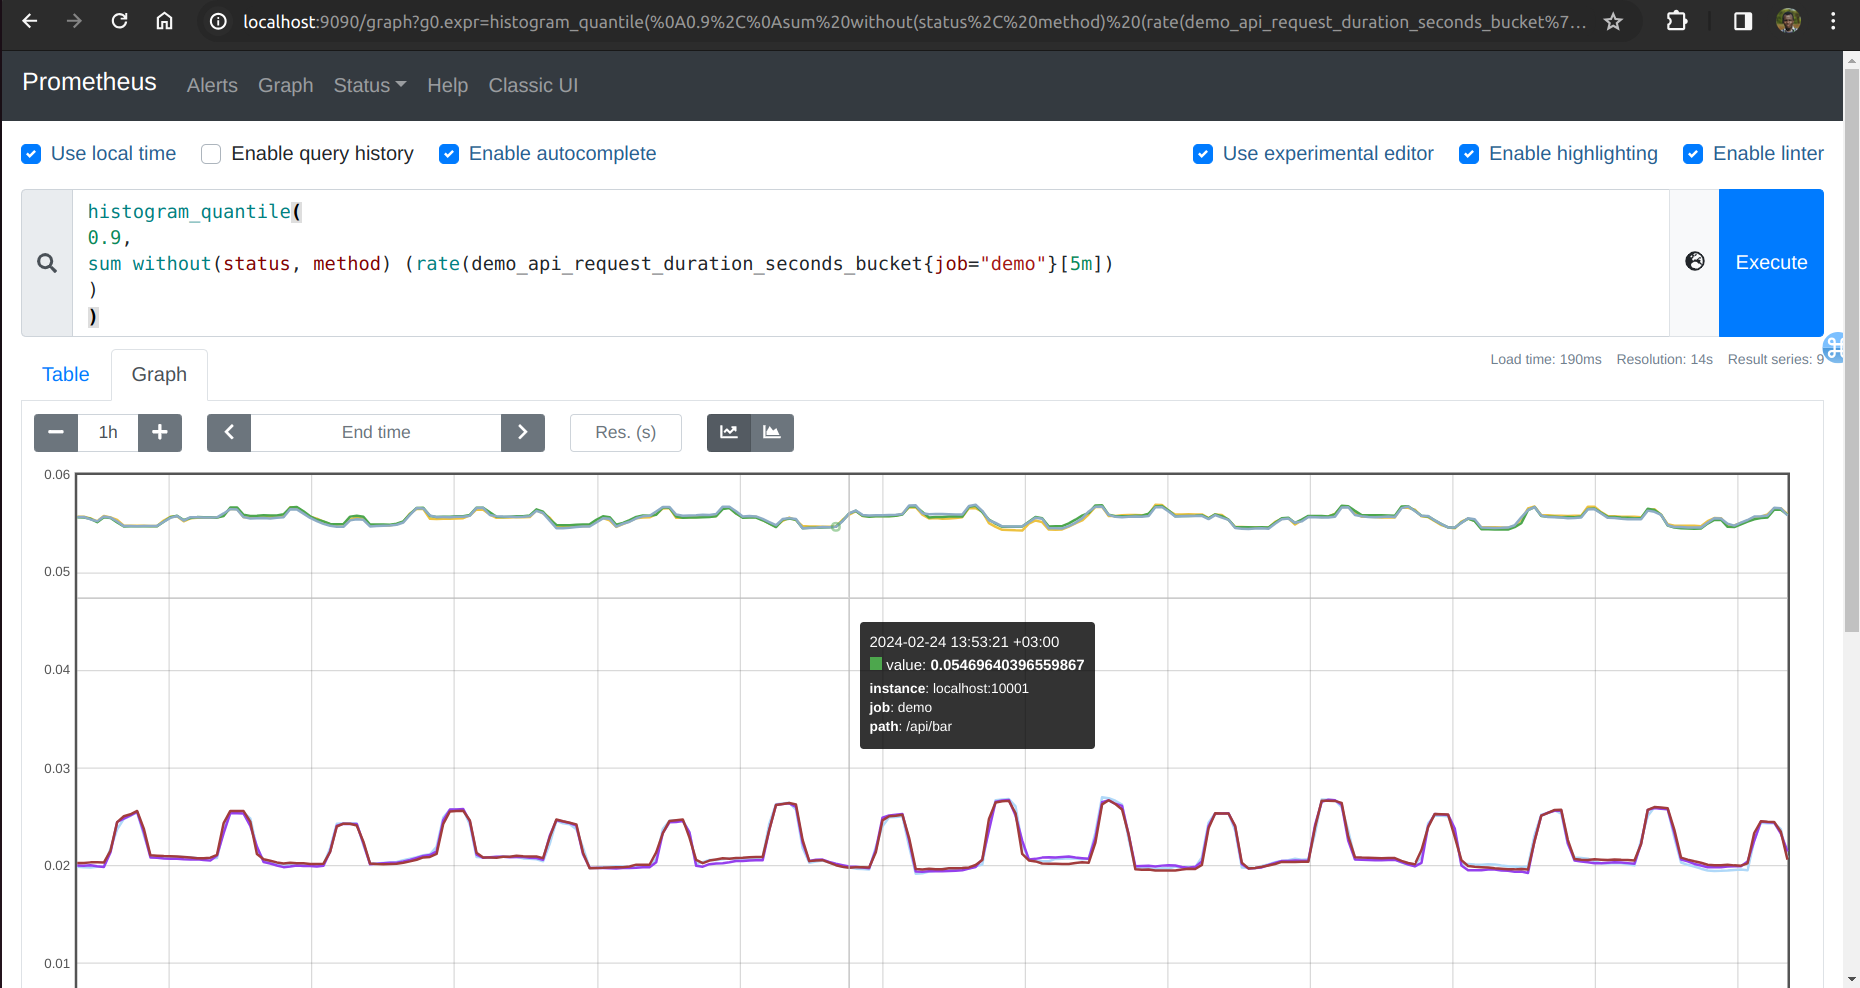 localhost:9090/graph?g0.expr=histogram_quantile(%0A0.9%2C%0Asum%20without(status%2C%20method)%20(rate(demo_api_request_duration_seconds_bucket%7...
Prometheus Alerts Graph Status Help Classic UI
Use local time Enable query history Enable autocomplete Use experimental editor Enable highlighting Enable linter
histogram_quantile(
0.9,
sum without(status, method) (rate(demo_api_request_duration_seconds_bucket{job="demo"}[5m])
)
)
Execute
Load time: 190ms Resolution: 14s Result series: 9
Table Graph
1h End time Res. (s)
0.06
0.05
0.04
0.03
0.02
0.01
2024-02-24 13:53:21 +03:00
value: 0.05469640396559867
instance: localhost:10001
job: demo
path: /api/bar